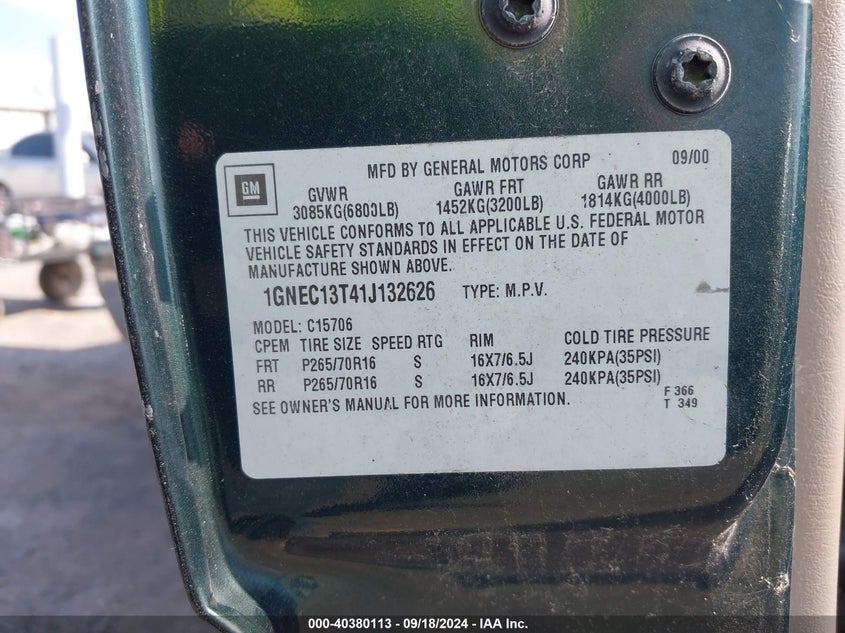 MFD BY GENERAL MOTORS CORP 09/00
GM
GVWR GAWR FRT GAWR RR
3085KG(6800LB) 1452KG(3200LB) 1814KG(4000LB)
THIS VEHICLE CONFORMS TO ALL APPLICABLE U.S. FEDERAL MOTOR
VEHICLE SAFETY STANDARDS IN EFFECT ON THE DATE OF
MANUFACTURE SHOWN ABOVE.
1GNEC13T41J132626 TYPE: M.P.V.
MODEL: C15706
CPEM TIRE SIZE SPEED RTG RIM COLD TIRE PRESSURE
FRT P265/70R16 S 16X7/6.5J 240KPA(35PSI)
RR P265/70R16 S 16X7/6.5J 240KPA(35PSI)
SEE OWNER'S MANUAL FOR MORE INFORMATION.
F 366
T 349
000-40380113 - 09/18/2024 - IAA Inc.